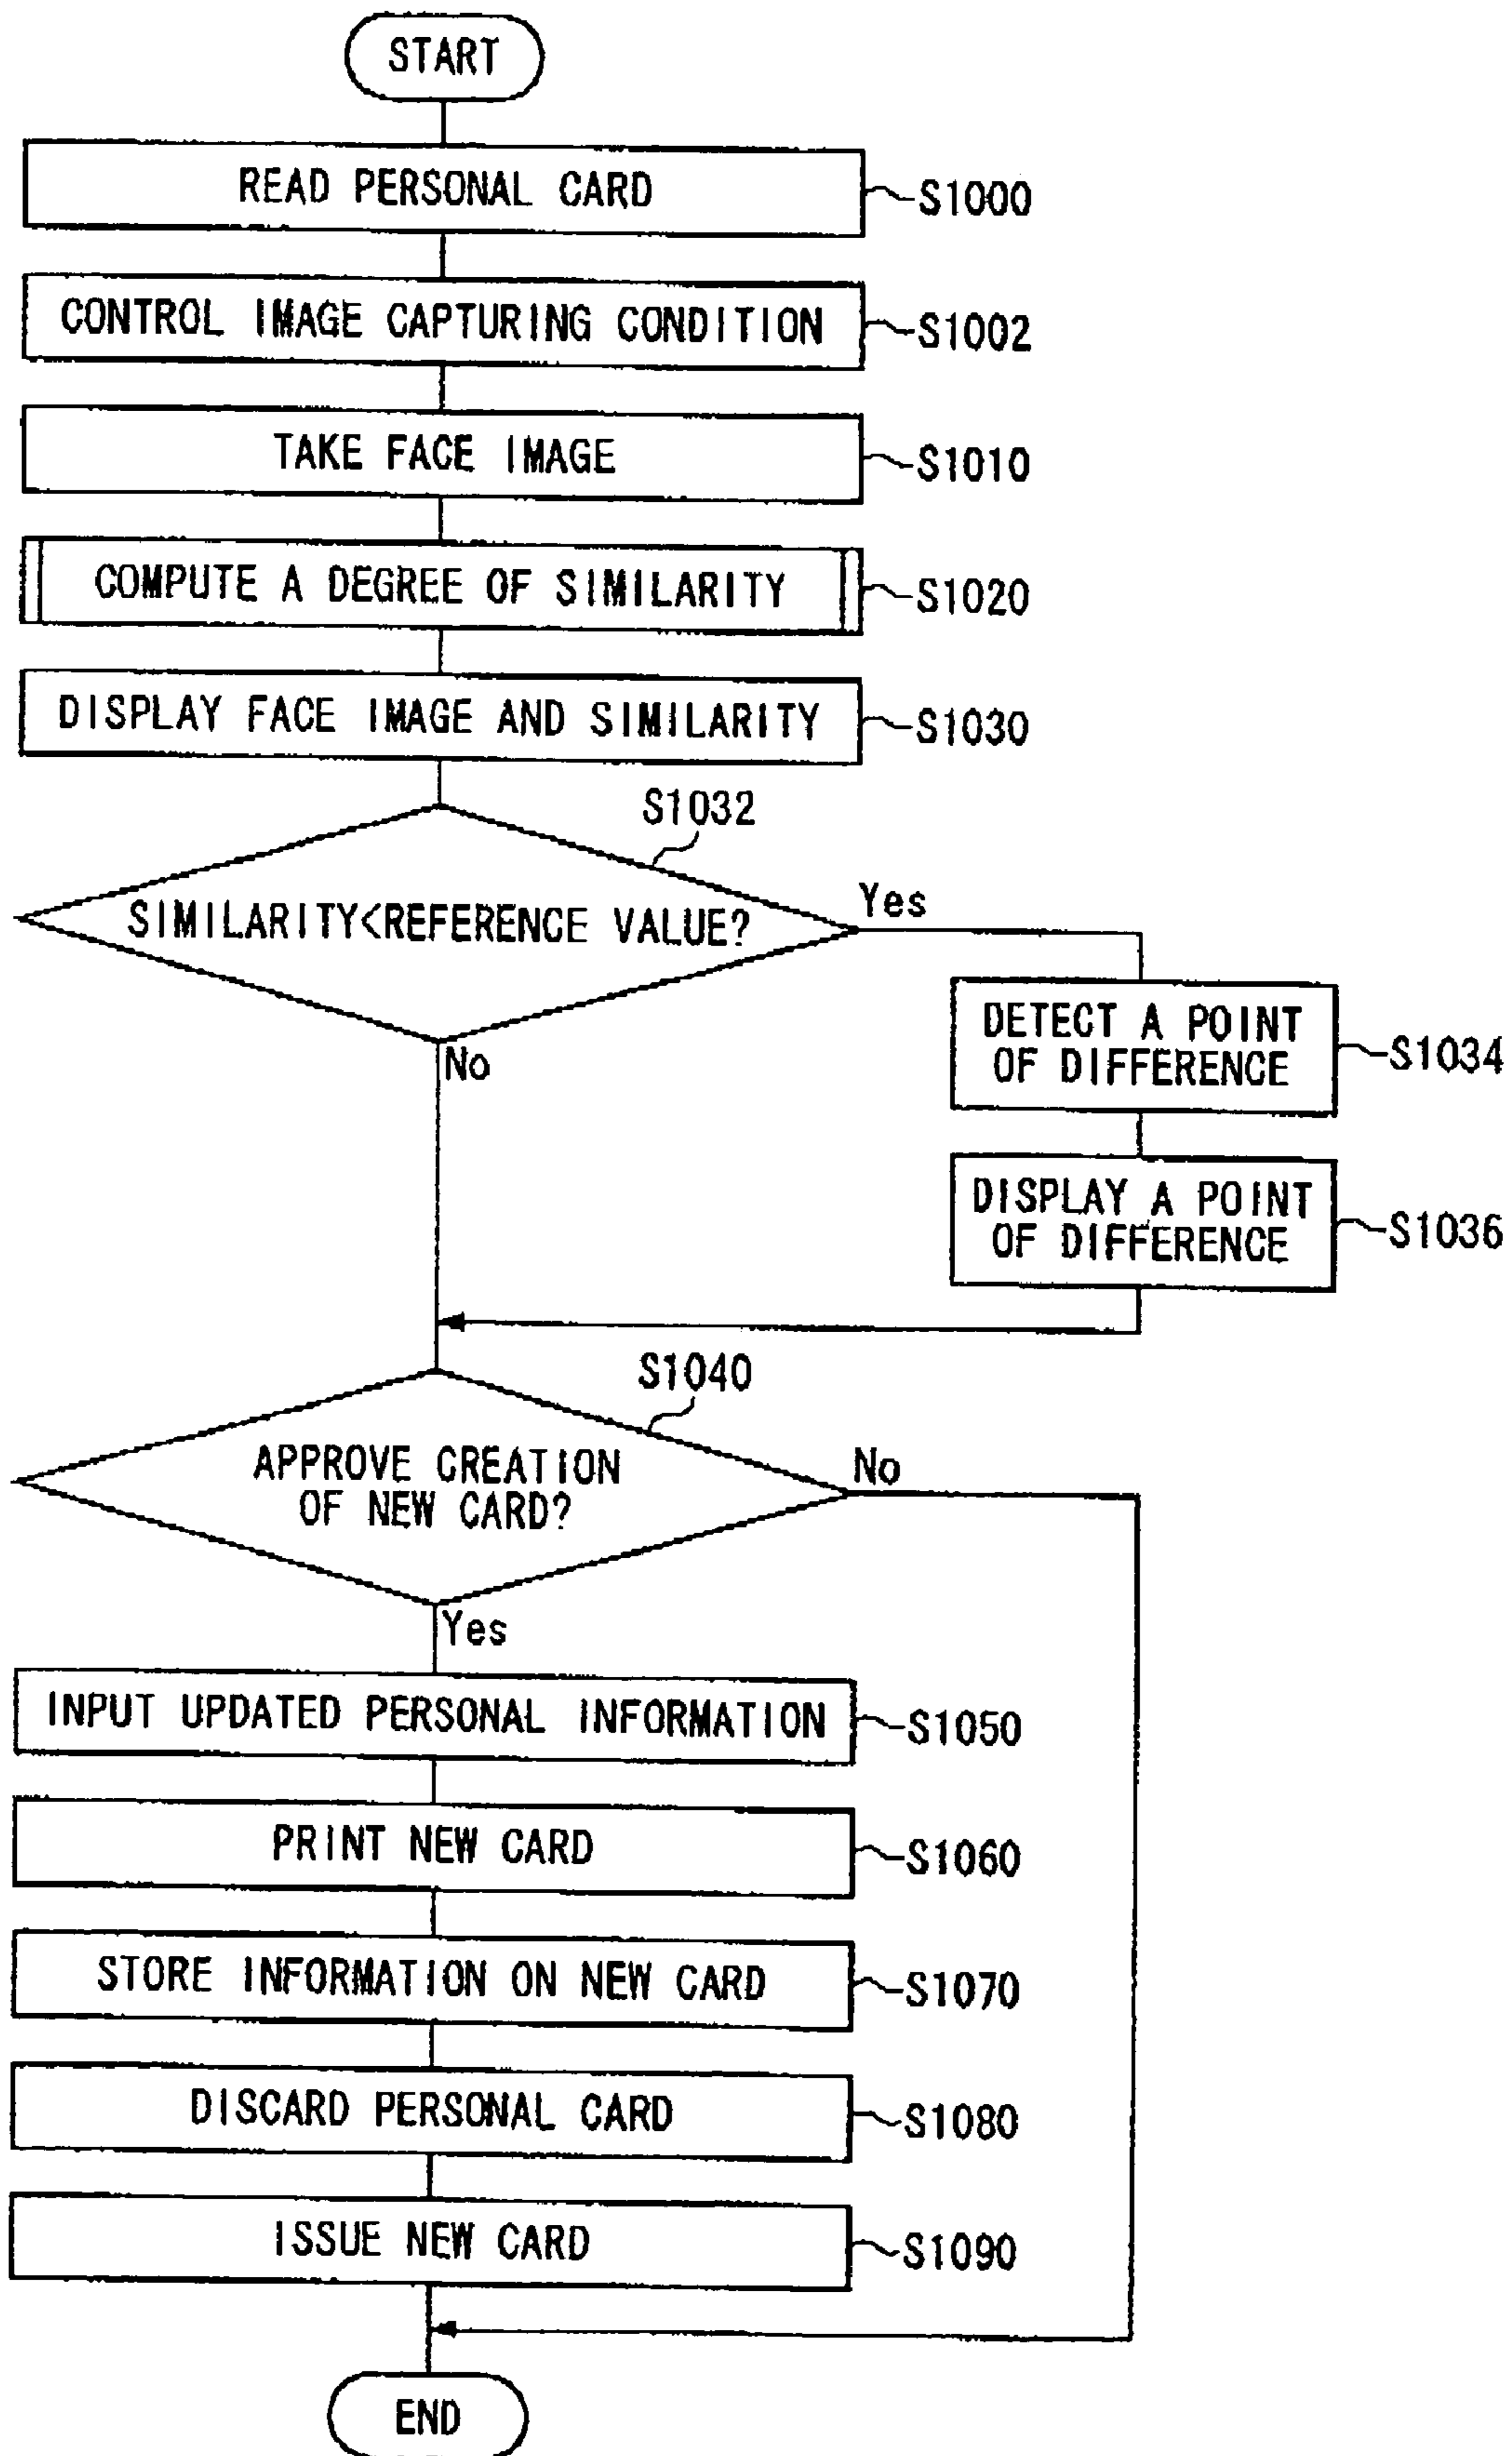 START
READ PERSONAL CARD
S1000
CONTROL IMAGE CAPTURING CONDITION
S1002
TAKE FACE IMAGE
S1010
COMPUTE A DEGREE OF SIMILARITY
S1020
DISPLAY FACE IMAGE AND SIMILARITY
S1030
S1032
SIMILARITY<REFERENCE VALUE?
Yes
No
DETECT A POINT
OF DIFFERENCE
S1034
DISPLAY A POINT
OF DIFFERENCE
S1036
S1040
APPROVE CREATION
OF NEW CARD?
No
Yes
INPUT UPDATED PERSONAL INFORMATION
S1050
PRINT NEW CARD
S1060
STORE INFORMATION ON NEW CARD
S1070
DISCARD PERSONAL CARD
S1080
ISSUE NEW CARD
S1090
END